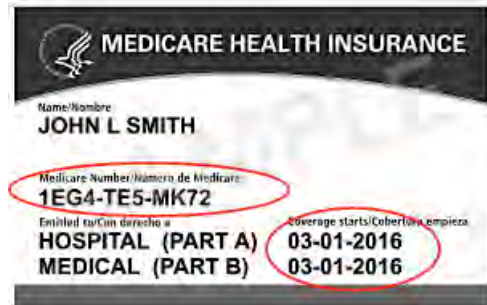 MEDICARE HEALTH INSURANCE
Name/Nombre
JOHN L SMITH
Medicare Number/Número de Medicare
1EG4-TE5-MK72
Entitled to/Con derecho a Coverage starts/Cobertura empieza
HOSPITAL (PART A) 03-01-2016
MEDICAL (PART B) 03-01-2016